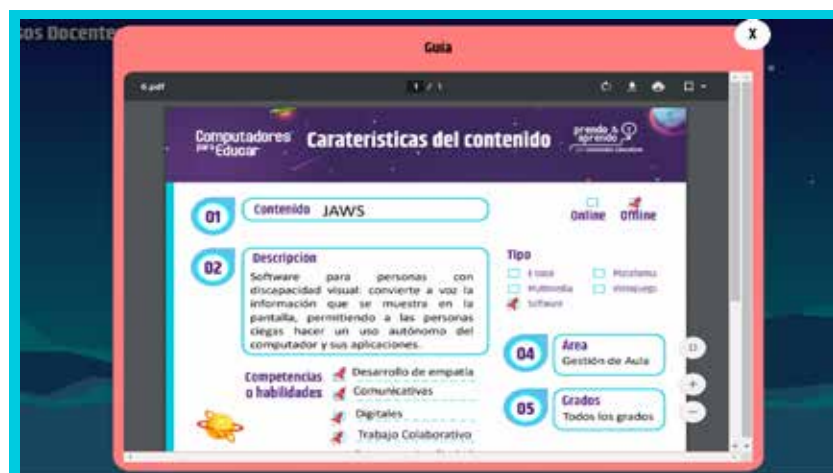 sos Docente
Guia
X
6.pdf
1 / 1
Computadores
para Educar
Caraterísticas del contenido
prendo &
aprendo
01
Contenido JAWS
Online
Offline
02
Descripcion
Software para personas con
discapacidad visual: convierte a voz la
información que se muestra en la
pantalla, permitiendo a las personas
ciegas hacer un uso autónomo del
computador y sus aplicaciones.
Tipo
Multimedia
Videojuego
Software
04
Area
Gestión de Aula
Competencias
o habilidades
Desarrollo de empatía
Comunicativas
Digitales
Trabajo Colaborativo
05
Grados
Todos los grados